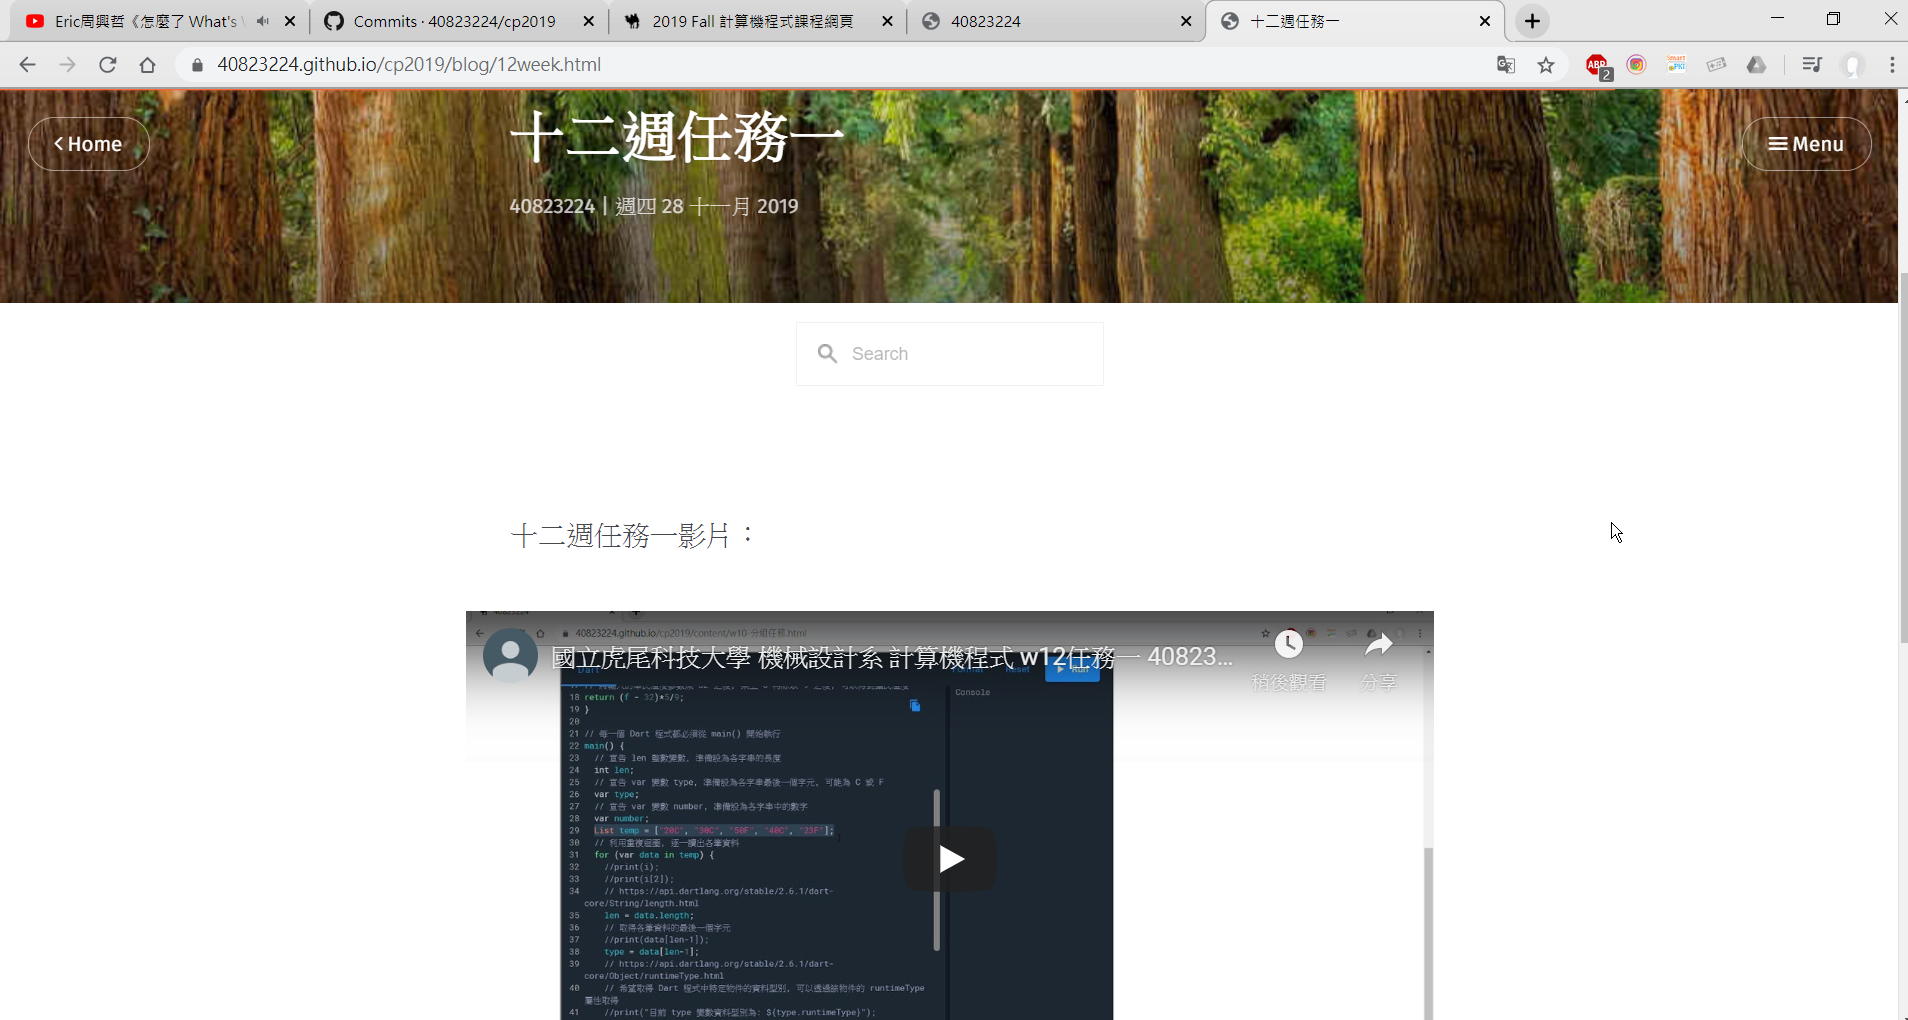 Eric周興哲《怎麼了 What's
Commits · 40823224/cp2019
2019 Fall 計算機程式課程網頁
40823224
十二週任務一
40823224.github.io/cp2019/blog/12week.html
ABP
2
Home
十二週任務一
Menu
40823224 | 週四 28 十一月 2019
Search
十二週任務一影片：
40823224.github.io/cp2019/content/w10-分組任務.html
國立虎尾科技大學 機械設計系 計算機程式 w12任務一 40823...
稍後觀看
分享
Dart
Reset
Run
Console
18 return (f - 32)*5/9;
19 }
20
21 // 每一個 Dart 程式都必須從 main() 開始執行
22 main() {
23 // 宣告 len 整數變數, 準備設為各字串的長度
24 int len;
25 // 宣告 var 變數 type, 準備設為各字串最後一個字元, 可能為 C 或 F
26 var type;
27 // 宣告 var 變數 number, 準備設為各字串中的數字
28 var number;
29 List temp = ["20C", "30C", "50F", "40C", "23F"];
30 // 利用重複迴圈, 逐一讀出各筆資料
31 for (var data in temp) {
32 //print(i);
33 //print(i[2]);
34 // https://api.dartlang.org/stable/2.6.1/dart-
core/String/length.html
35 len = data.length;
36 // 取得各筆資料的最後一個字元
37 //print(data[len-1]);
38 type = data[len-1];
39 // https://api.dartlang.org/stable/2.6.1/dart-
core/Object/runtimeType.html
40 // 希望取得 Dart 程式中特定物件的資料型別, 可以透過該物件的 runtimeType
屬性取得
41 //print("目前 type 變數資料型別為: ${type.runtimeType}");